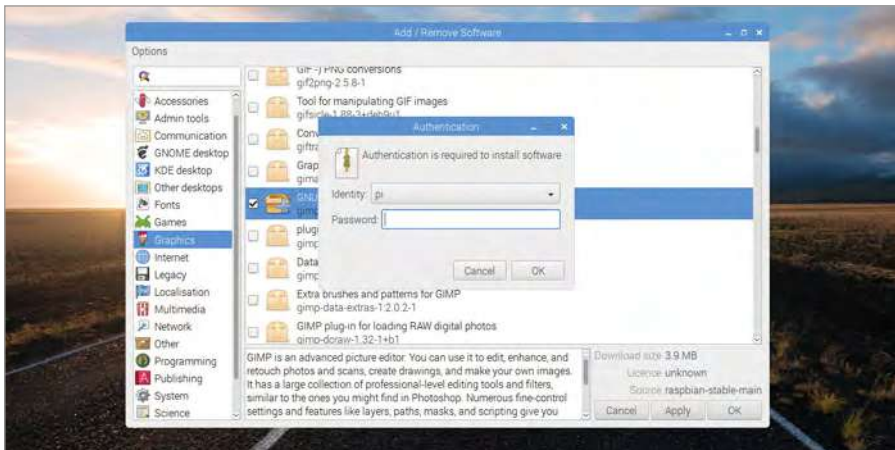 Add / Remove Software
Options
Accessories
Admin tools
Communication
GNOME desktop
KDE desktop
Other desktops
Fonts
Games
Graphics
Internet
Legacy
Localisation
Multimedia
Network
Other
Programming
Publishing
System
Science
GIF -) PNG conversions
gif2png-2.5.8-1
Tool for manipulating GIF images
gifsicle-1.88-3+deb9u1
Authentication
Authentication is required to install software
Identity: pi
Password:
Cancel OK
Extra brushes and patterns for GIMP
gimp-data-extras-1:2.0.2-1
GIMP plug-in for loading RAW digital photos
gimp-dcraw-1.32-1+b1
GIMP is an advanced picture editor. You can use it to edit, enhance, and
retouch photos and scans, create drawings, and make your own images.
It has a large collection of professional-level editing tools and filters,
similar to the ones you might find in Photoshop. Numerous fine-control
settings and features like layers, paths, masks, and scripting give you
Download size 3.9 MB
Licence unknown
Source raspbian-stable-main
Cancel Apply OK